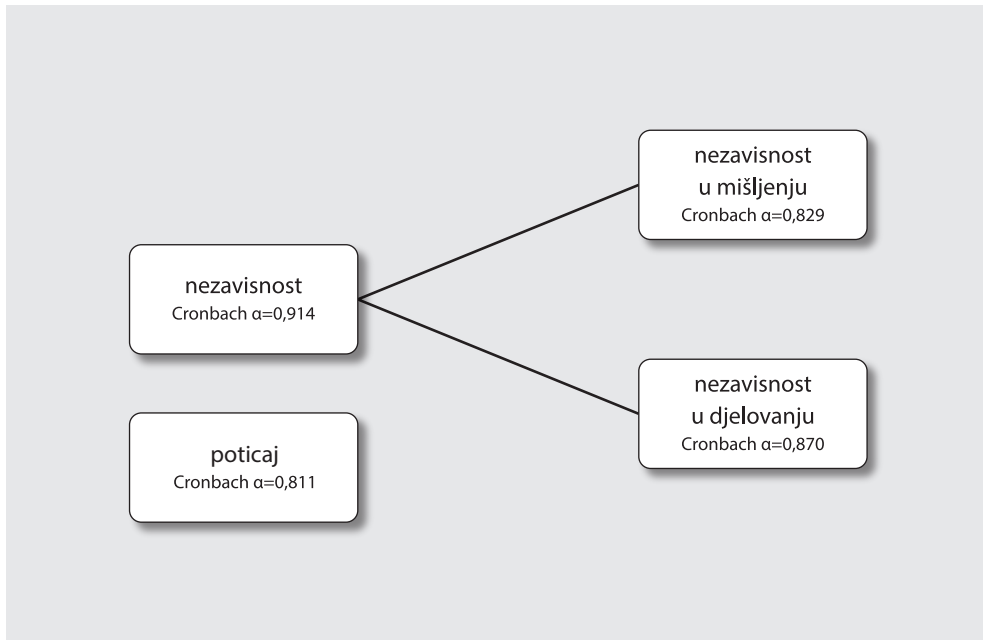 nezavisnost
u mišljenju
Cronbach α=0,829
nezavisnost
Cronbach α=0,914
nezavisnost
u djelovanju
Cronbach α=0,870
poticaj
Cronbach α=0,811